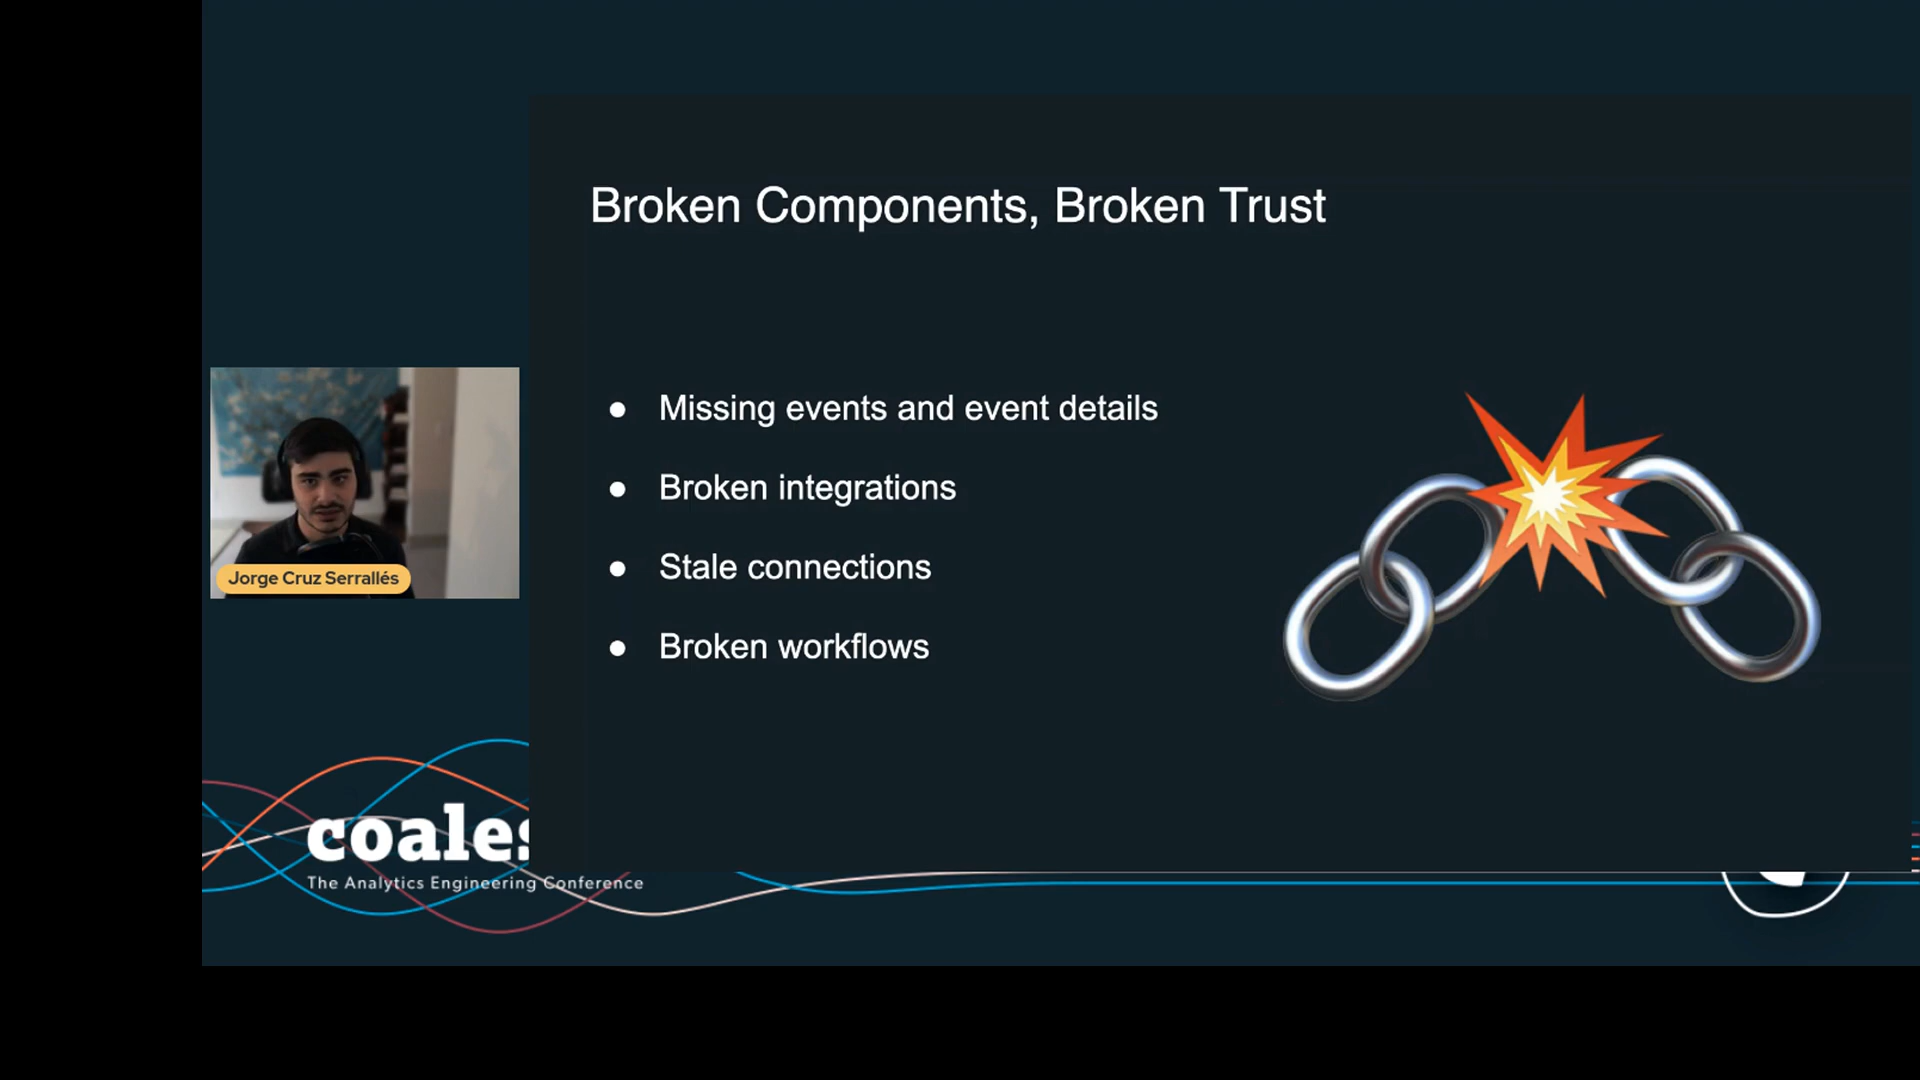 Broken Components, Broken Trust
● Missing events and event details
● Broken integrations
● Stale connections
● Broken workflows
Jorge Cruz Serrallés
coales
The Analytics Engineering Conference